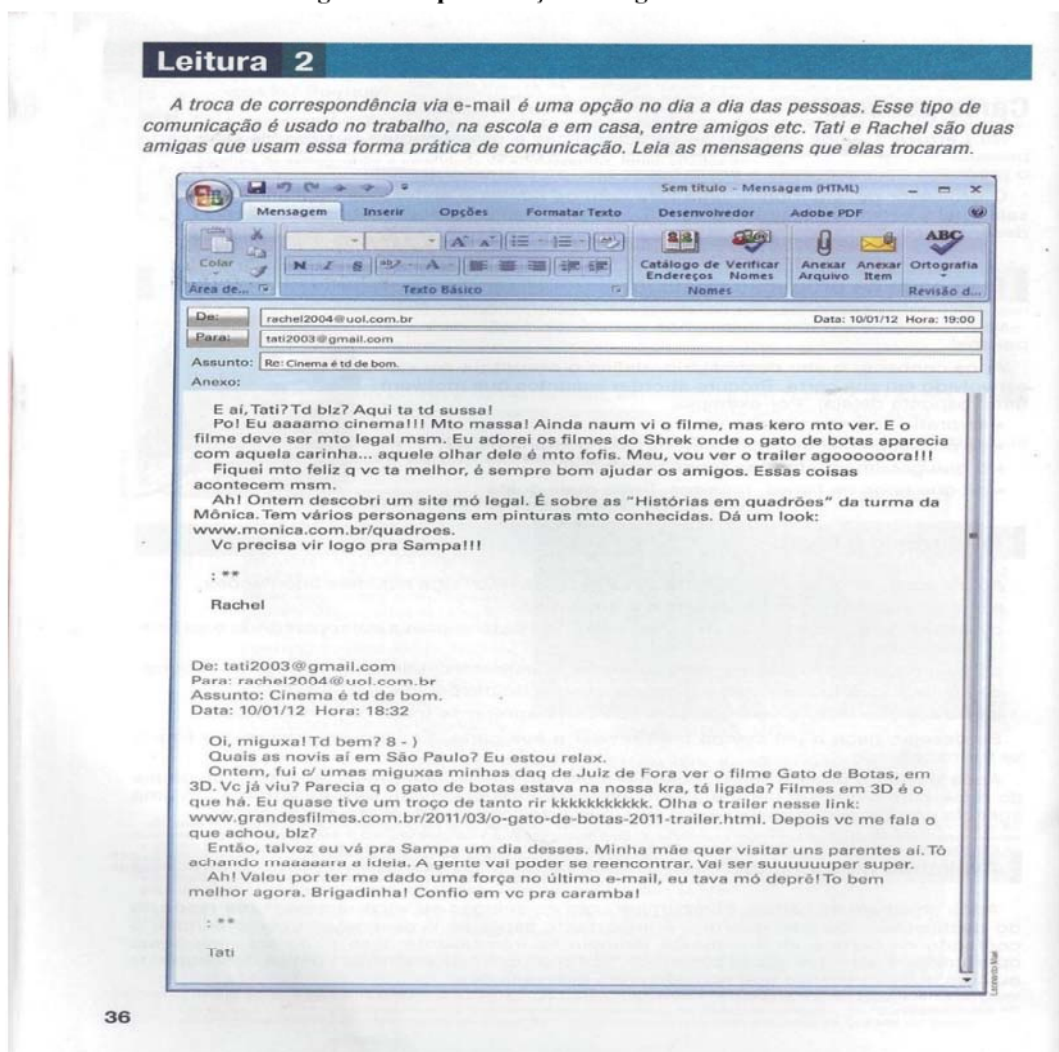 Leitura 2
A troca de correspondência via e-mail é uma opção no dia a dia das pessoas. Esse tipo de
comunicação é usado no trabalho, na escola e em casa, entre amigos etc. Tati e Rachel são duas
amigas que usam essa forma prática de comunicação. Leia as mensagens que elas trocaram.
Sem título - Mensagem (HTML)
Mensagem Inserir Opções Formatar Texto Desenvolvedor Adobe PDF
Colar
N I S
Catálogo de Endereços
Verificar Nomes
Anexar Arquivo
Anexar Item
ABC
Ortografia
Área de... Texto Básico Nomes Revisão d...
De: rachel2004@uol.com.br Data: 10/01/12 Hora: 19:00
Para: tati2003@gmail.com
Assunto: Re: Cinema é td de bom.
Anexo:
E aí, Tati? Td blz? Aqui ta td sussa!
Po! Eu aaaamo cinema!!! Mto massa! Ainda naum vi o filme, mas kero mto ver. E o
filme deve ser mto legal msm. Eu adorei os filmes do Shrek onde o gato de botas aparecia
com aquela carinha... aquele olhar dele é mto fofis. Meu, vou ver o trailer agoooooora!!!
Fiquei mto feliz q vc ta melhor, é sempre bom ajudar os amigos. Essas coisas
acontecem msm.
Ah! Ontem descobri um site mó legal. É sobre as "Histórias em quadrões" da turma da
Mônica. Tem vários personagens em pinturas mto conhecidas. Dá um look:
www.monica.com.br/quadroes.
Vc precisa vir logo pra Sampa!!!
: **
Rachel
De: tati2003@gmail.com
Para: rachel2004@uol.com.br
Assunto: Cinema é td de bom.
Data: 10/01/12 Hora: 18:32
Oi, miguxa! Td bem? 8 - )
Quais as novis aí em São Paulo? Eu estou relax.
Ontem, fui c/ umas miguxas minhas daq de Juiz de Fora ver o filme Gato de Botas, em
3D. Vc já viu? Parecia q o gato de botas estava na nossa kra, tá ligada? Filmes em 3D é o
que há. Eu quase tive um troço de tanto rir kkkkkkkkkkk. Olha o trailer nesse link:
www.grandesfilmes.com.br/2011/03/o-gato-de-botas-2011-trailer.html. Depois vc me fala o
que achou, blz?
Então, talvez eu vá pra Sampa um dia desses. Minha mãe quer visitar uns parentes aí. Tô
achando maaaaara a ideia. A gente vai poder se reencontrar. Vai ser suuuuuuper super.
Ah! Valeu por ter me dado uma força no último e-mail, eu tava mó deprê! To bem
melhor agora. Brigadinha! Confio em vc pra caramba!
: **
Tati
36